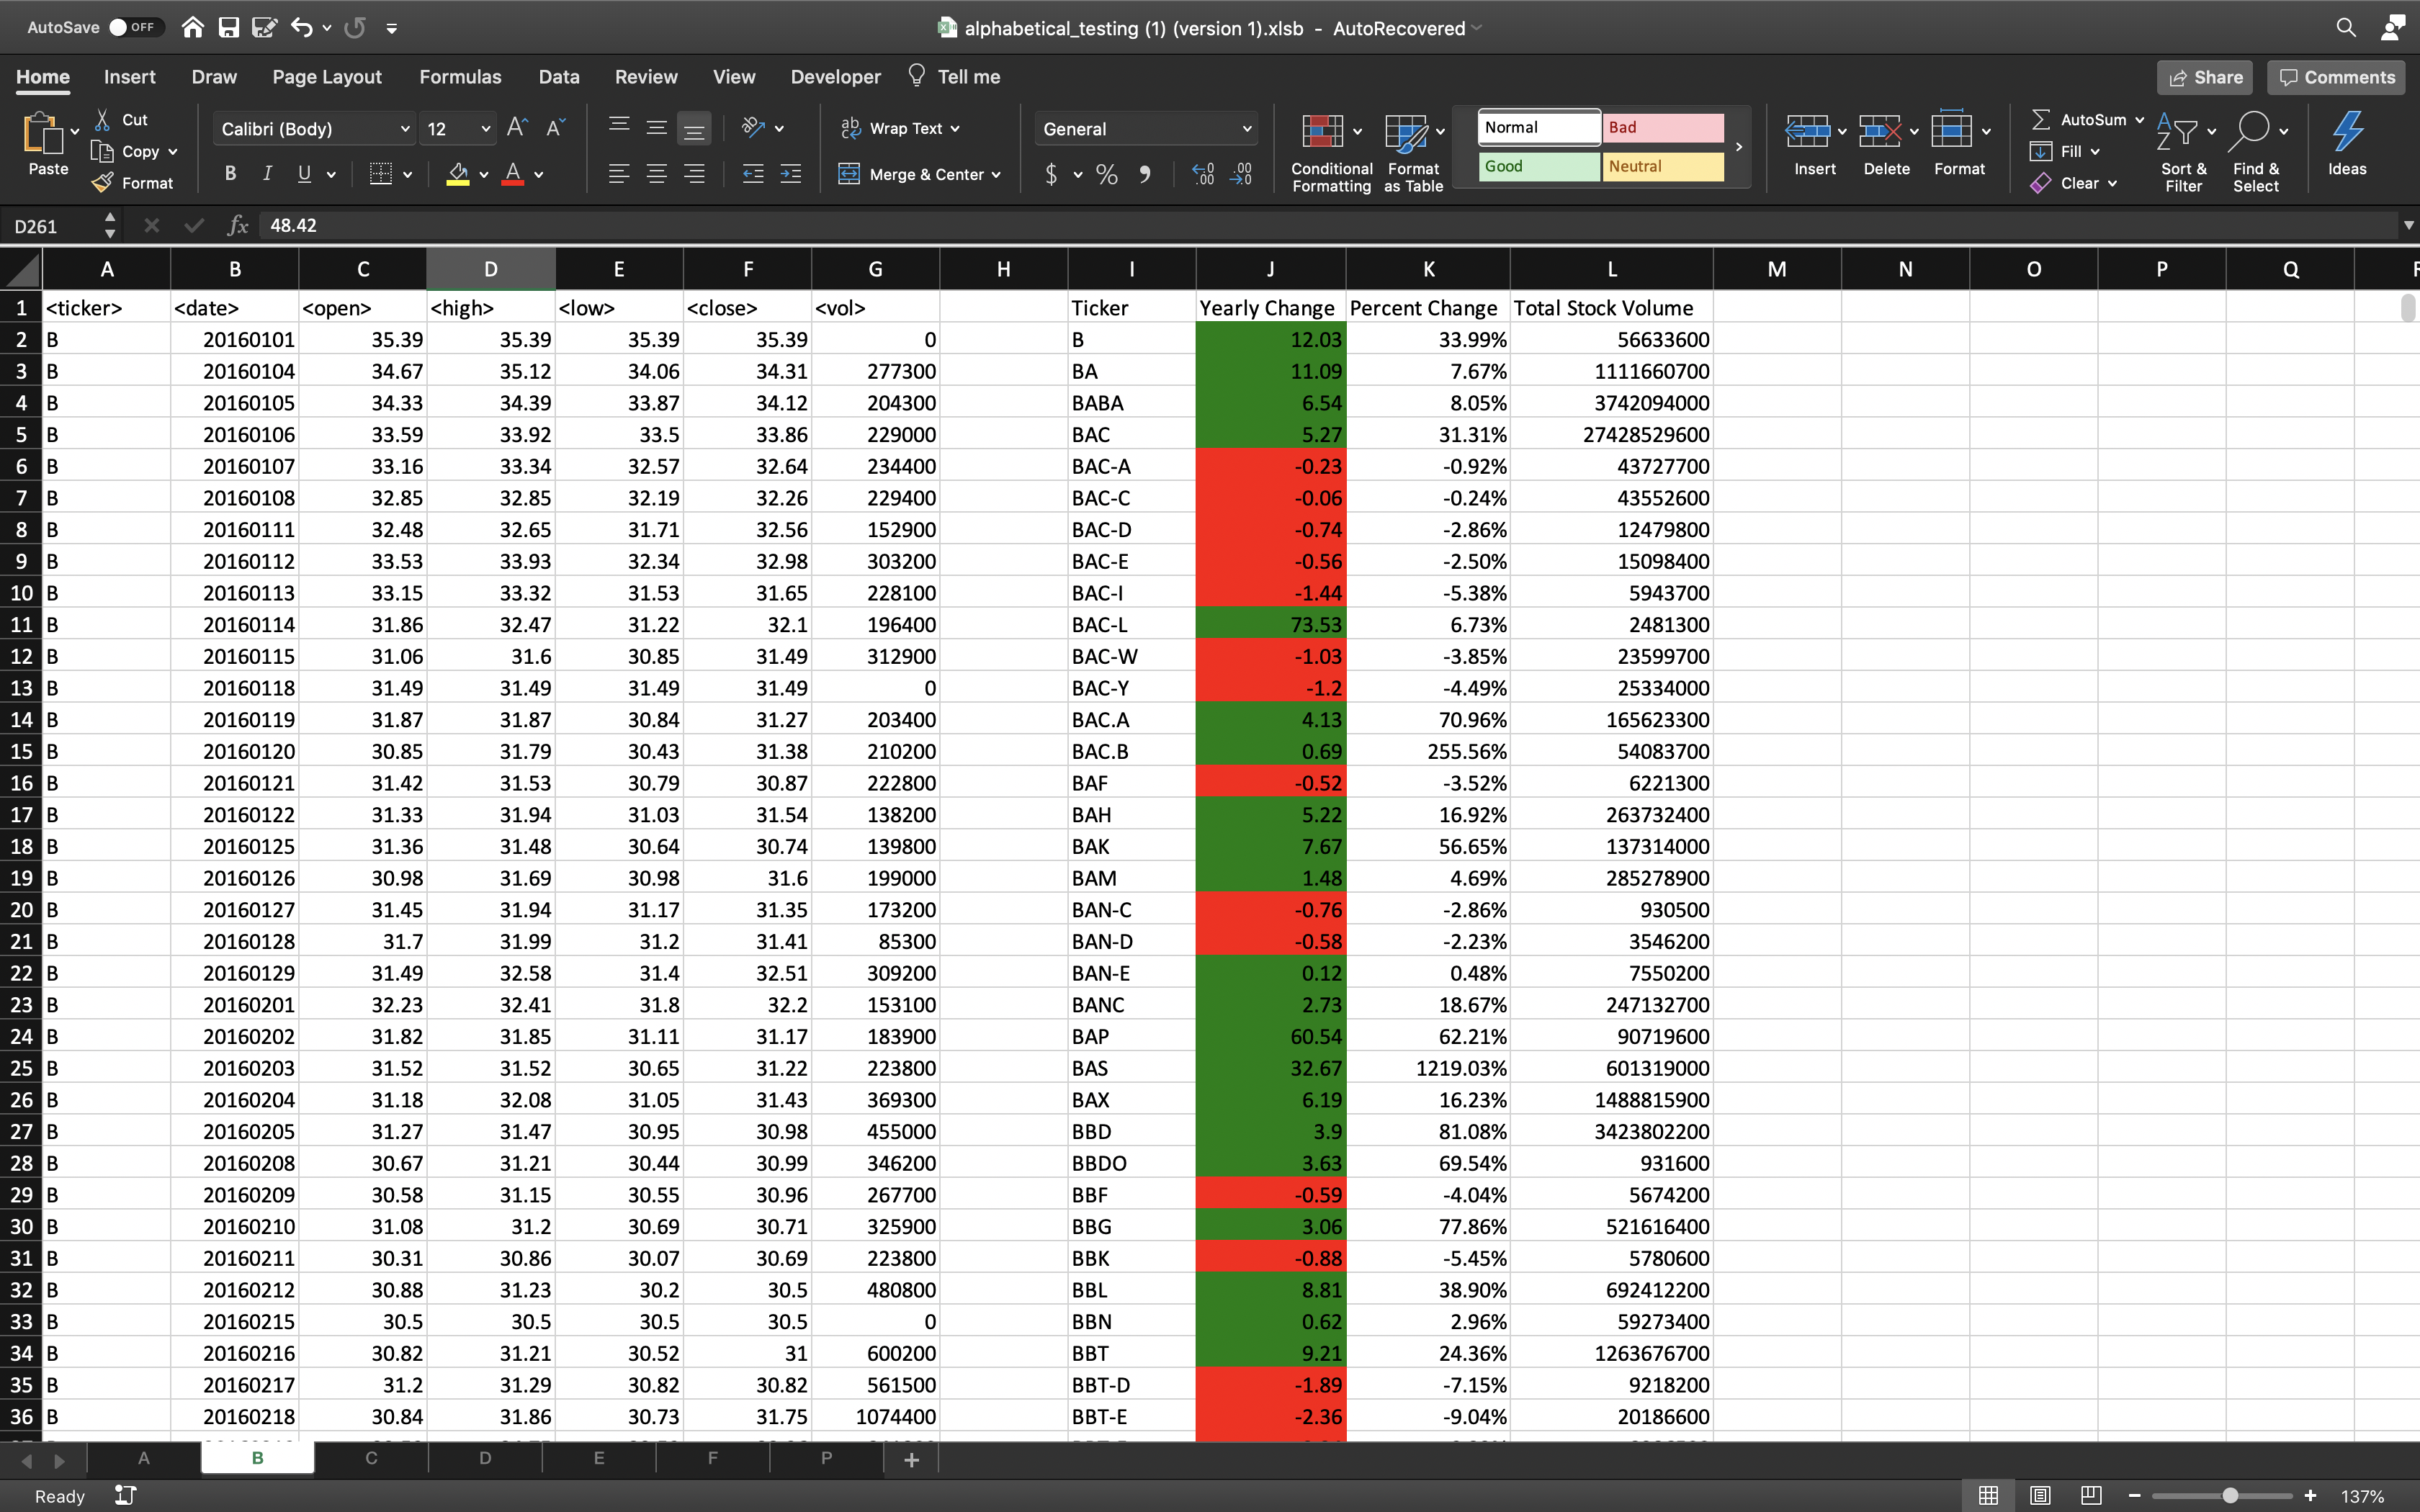 AutoSave OFF alphabetical_testing (1) (version 1).xlsb - AutoRecovered
Home Insert Draw Page Layout Formulas Data Review View Developer Tell me Share Comments
Paste Cut Copy Format Calibri (Body) 12 Wrap Text Merge & Center General Conditional Formatting Format as Table Normal Bad Good Neutral Insert Delete Format AutoSum Fill Clear Sort & Filter Find & Select Ideas
D261 fx 48.42
A B C D E F G H I J K L M N O P Q
1 <ticker> <date> <open> <high> <low> <close> <vol> Ticker Yearly Change Percent Change Total Stock Volume
2 B 20160101 35.39 35.39 35.39 35.39 0 B 12.03 33.99% 56633600
3 B 20160104 34.67 35.12 34.06 34.31 277300 BA 11.09 7.67% 1111660700
4 B 20160105 34.33 34.39 33.87 34.12 204300 BABA 6.54 8.05% 3742094000
5 B 20160106 33.59 33.92 33.5 33.86 229000 BAC 5.27 31.31% 27428529600
6 B 20160107 33.16 33.34 32.57 32.64 234400 BAC-A -0.23 -0.92% 43727700
7 B 20160108 32.85 32.85 32.19 32.26 229400 BAC-C -0.06 -0.24% 43552600
8 B 20160111 32.48 32.65 31.71 32.56 152900 BAC-D -0.74 -2.86% 12479800
9 B 20160112 33.53 33.93 32.34 32.98 303200 BAC-E -0.56 -2.50% 15098400
10 B 20160113 33.15 33.32 31.53 31.65 228100 BAC-I -1.44 -5.38% 5943700
11 B 20160114 31.86 32.47 31.22 32.1 196400 BAC-L 73.53 6.73% 2481300
12 B 20160115 31.06 31.6 30.85 31.49 312900 BAC-W -1.03 -3.85% 23599700
13 B 20160118 31.49 31.49 31.49 31.49 0 BAC-Y -1.2 -4.49% 25334000
14 B 20160119 31.87 31.87 30.84 31.27 203400 BAC.A 4.13 70.96% 165623300
15 B 20160120 30.85 31.79 30.43 31.38 210200 BAC.B 0.69 255.56% 54083700
16 B 20160121 31.42 31.53 30.79 30.87 222800 BAF -0.52 -3.52% 6221300
17 B 20160122 31.33 31.94 31.03 31.54 138200 BAH 5.22 16.92% 263732400
18 B 20160125 31.36 31.48 30.64 30.74 139800 BAK 7.67 56.65% 137314000
19 B 20160126 30.98 31.69 30.98 31.6 199000 BAM 1.48 4.69% 285278900
20 B 20160127 31.45 31.94 31.17 31.35 173200 BAN-C -0.76 -2.86% 930500
21 B 20160128 31.7 31.99 31.2 31.41 85300 BAN-D -0.58 -2.23% 3546200
22 B 20160129 31.49 32.58 31.4 32.51 309200 BAN-E 0.12 0.48% 7550200
23 B 20160201 32.23 32.41 31.8 32.2 153100 BANC 2.73 18.67% 247132700
24 B 20160202 31.82 31.85 31.11 31.17 183900 BAP 60.54 62.21% 90719600
25 B 20160203 31.52 31.52 30.65 31.22 223800 BAS 32.67 1219.03% 601319000
26 B 20160204 31.18 32.08 31.05 31.43 369300 BAX 6.19 16.23% 1488815900
27 B 20160205 31.27 31.47 30.95 30.98 455000 BBD 3.9 81.08% 3423802200
28 B 20160208 30.67 31.21 30.44 30.99 346200 BBDO 3.63 69.54% 931600
29 B 20160209 30.58 31.15 30.55 30.96 267700 BBF -0.59 -4.04% 5674200
30 B 20160210 31.08 31.2 30.69 30.71 325900 BBG 3.06 77.86% 521616400
31 B 20160211 30.31 30.86 30.07 30.69 223800 BBK -0.88 -5.45% 5780600
32 B 20160212 30.88 31.23 30.2 30.5 480800 BBL 8.81 38.90% 692412200
33 B 20160215 30.5 30.5 30.5 30.5 0 BBN 0.62 2.96% 59273400
34 B 20160216 30.82 31.21 30.52 31 600200 BBT 9.21 24.36% 1263676700
35 B 20160217 31.2 31.29 30.82 30.82 561500 BBT-D -1.89 -7.15% 9218200
36 B 20160218 30.84 31.86 30.73 31.75 1074400 BBT-E -2.36 -9.04% 20186600
A B C D E F P +
Ready 137%